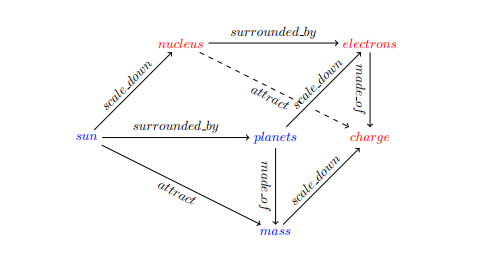 surrounded_by
nucleus
electrons
scale_down
attract
scale_down
made_of
surrounded_by
sun
planets
charge
attract
made_of
scale_down
mass